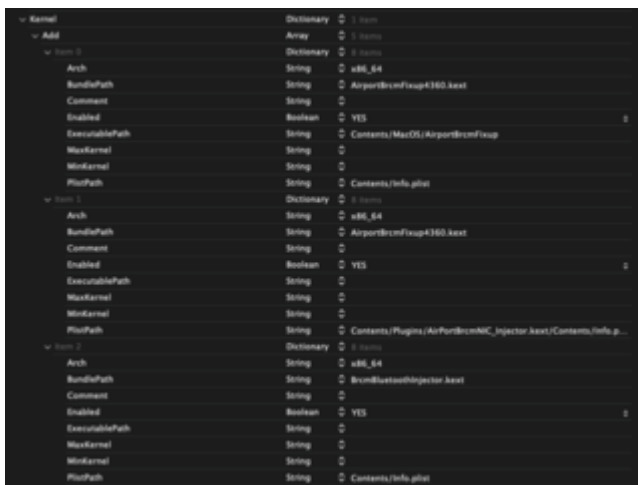 Kernel Dictionary 1 item
Add Array 5 items
Item 0 Dictionary 8 items
Arch String x86_64
BundlePath String AirportBrcmFixup4360.kext
Comment String
Enabled Boolean YES
ExecutablePath String Contents/MacOS/AirportBrcmFixup
MaxKernel String
MinKernel String
PlistPath String Contents/Info.plist
Item 1 Dictionary 8 items
Arch String x86_64
BundlePath String AirportBrcmFixup4360.kext
Comment String
Enabled Boolean YES
ExecutablePath String
MaxKernel String
MinKernel String
PlistPath String Contents/Plugins/AirPortBrcmNIC_Injector.kext/Contents/Info.p...
Item 2 Dictionary 8 items
Arch String x86_64
BundlePath String BrcmBluetoothInjector.kext
Comment String
Enabled Boolean YES
ExecutablePath String
MaxKernel String
MinKernel String
PlistPath String Contents/Info.plist